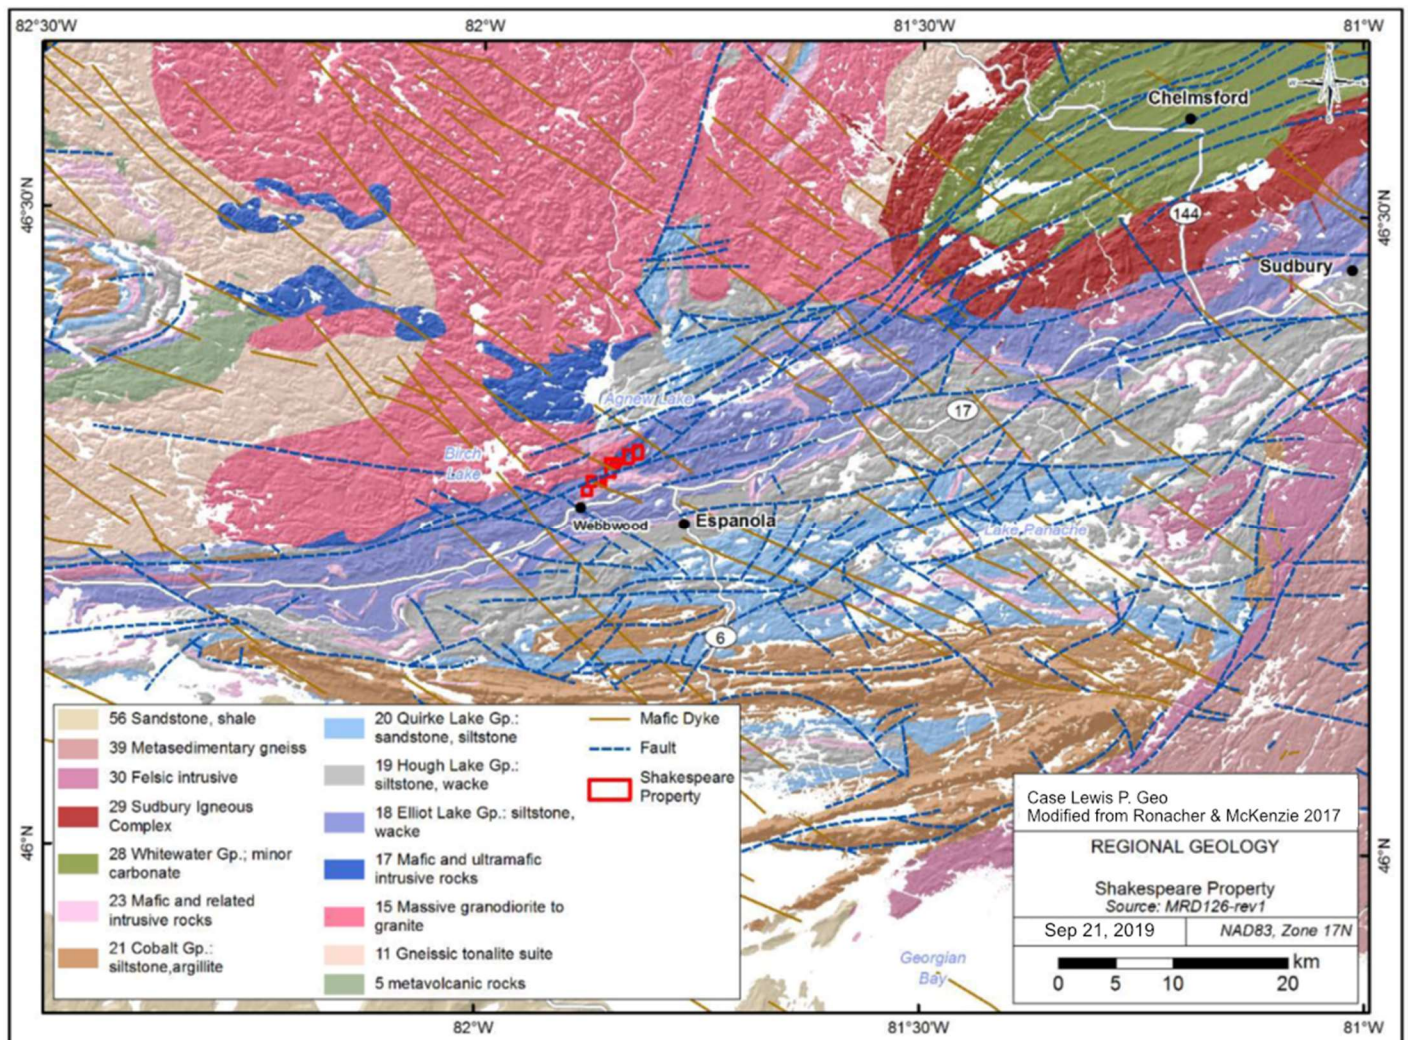 82°30'W
82°W
81°30'W
81°W
46°30'N
46°30'N
Chelmsford
144
Sudbury
Agnew Lake
17
Birch
Lake
Webbwood
Espanola
Lake Panache
6
56 Sandstone, shale
39 Metasedimentary gneiss
30 Felsic intrusive
29 Sudbury Igneous
Complex
28 Whitewater Gp.; minor
carbonate
23 Mafic and related
intrusive rocks
21 Cobalt Gp.:
siltstone,argillite
20 Quirke Lake Gp.:
sandstone, siltstone
19 Hough Lake Gp.:
siltstone, wacke
18 Elliot Lake Gp.: siltstone,
wacke
17 Mafic and ultramafic
intrusive rocks
15 Massive granodiorite to
granite
11 Gneissic tonalite suite
5 metavolcanic rocks
Mafic Dyke
Fault
Shakespeare
Property
46°N
46°N
Case Lewis P. Geo
Modified from Ronacher & McKenzie 2017
REGIONAL GEOLOGY
Shakespeare Property
Source: MRD126-rev1
Sep 21, 2019
NAD83, Zone 17N
km
0 5 10 20
Georgian
Bay
82°W
81°30'W
81°W